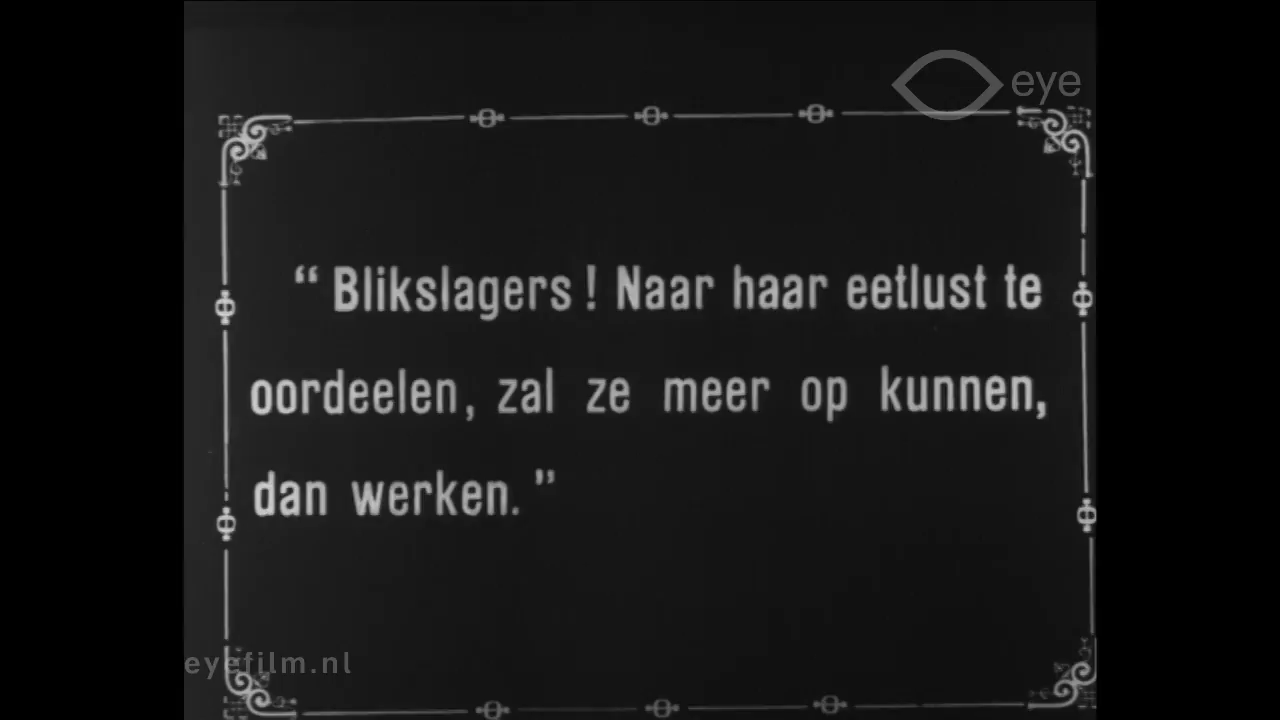 eye
“ Blikslagers ! Naar haar eetlust te
oordeelen, zal ze meer op kunnen,
dan werken. ”
eyefilm.nl